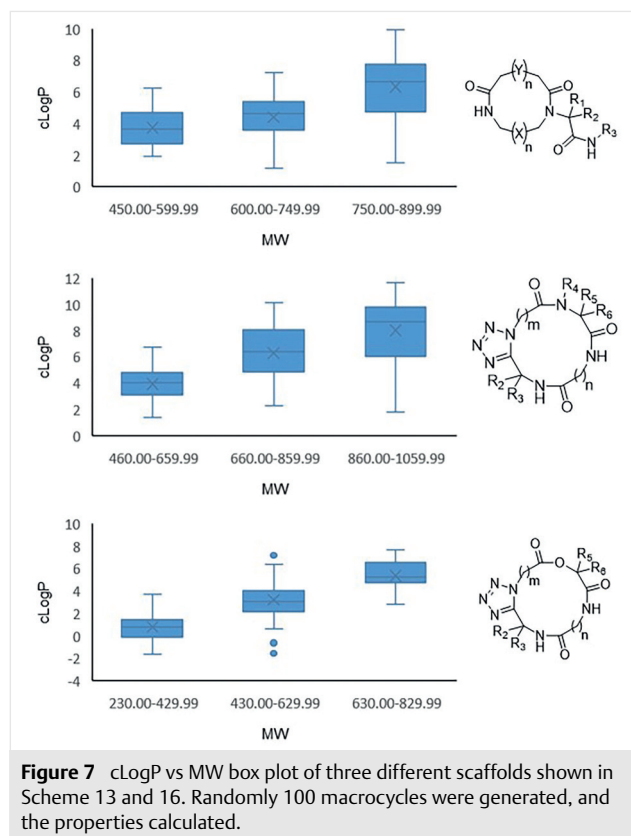 10
8
6
4
2
0
cLogP
450.00-599.99 600.00-749.99 750.00-899.99
MW
(Y)n
O
O
HN
N
R1
R2
R3
(X)n
O
N
H
12
10
8
6
4
2
0
cLogP
460.00-659.99 660.00-859.99 860.00-1059.99
MW
O
R4
N
R5
R6
( )m
N
N
N
N
O
NH
R2
R3
N
H
O
( )n
10
8
6
4
2
0
-2
-4
cLogP
230.00-429.99 430.00-629.99 630.00-829.99
MW
O
O
R5
R6
( )m
N
N
N
N
O
NH
R2
R3
N
H
O
( )n
Figure 7 cLogP vs MW box plot of three different scaffolds shown in
Scheme 13 and 16. Randomly 100 macrocycles were generated, and
the properties calculated.